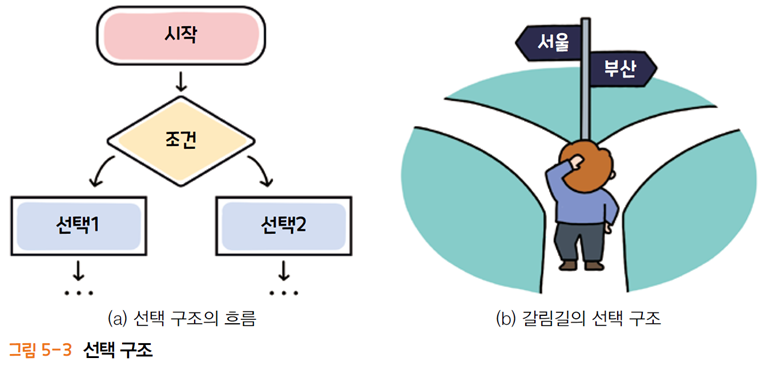 시작
조건
선택1
선택2
...
...
(a) 선택 구조의 흐름
서울
부산
(b) 갈림길의 선택 구조
그림 5-3 선택 구조